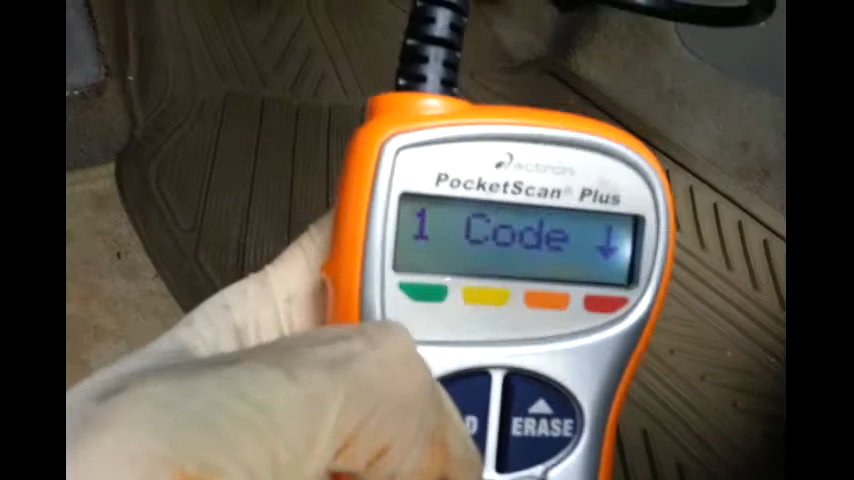 actron
PocketScan® Plus
1 Code ↓
D
ERASE